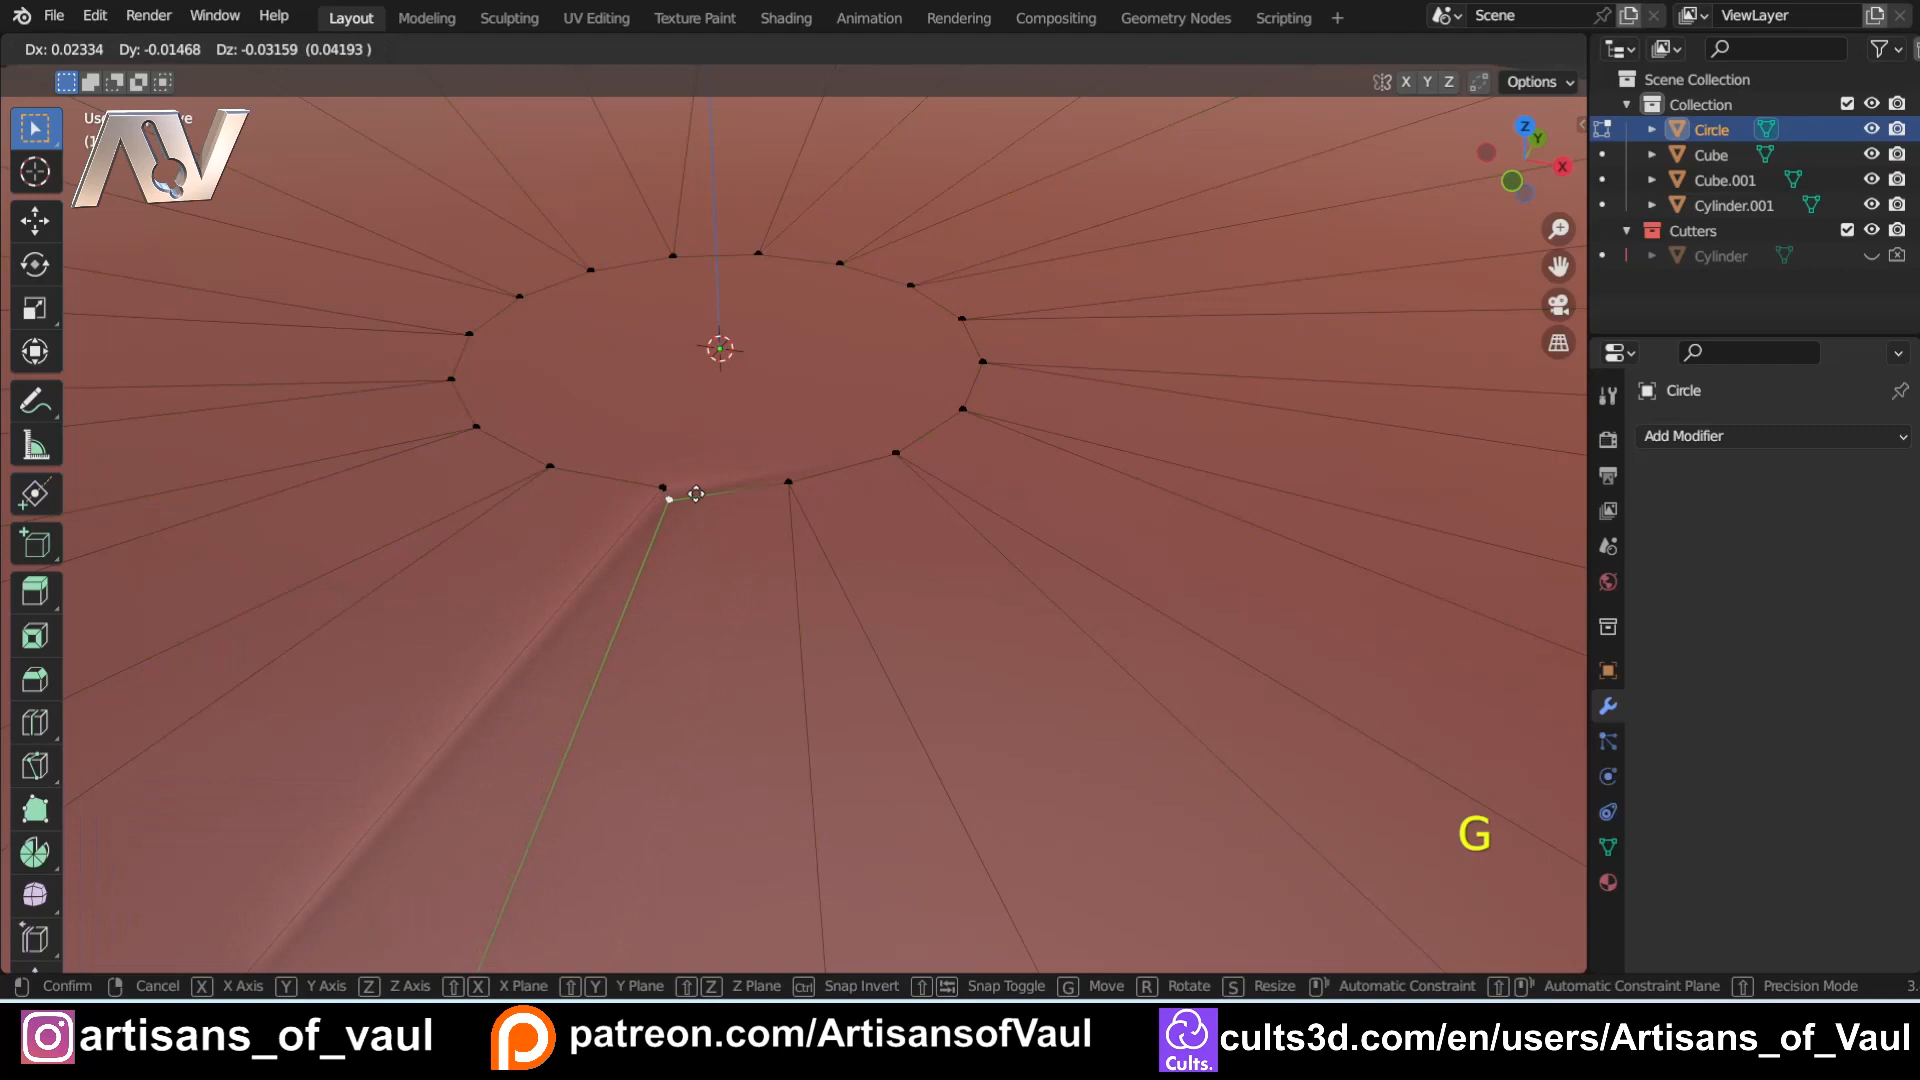 File Edit Render Window Help Layout Modeling Sculpting UV Editing Texture Paint Shading Animation Rendering Compositing Geometry Nodes Scripting + Scene ViewLayer
Dx: 0.02334 Dy: -0.01468 Dz: -0.03159 (0.04193 )
X Y Z Options
Scene Collection
Collection
Circle
Cube
Cube.001
Cylinder.001
Cutters
Cylinder
Z
Y
X
AV
Circle
Add Modifier
G
Confirm Cancel X X Axis Y Y Axis Z Z Axis X X Plane Y Y Plane Z Z Plane Ctrl Snap Invert Snap Toggle G Move R Rotate S Resize Automatic Constraint Automatic Constraint Plane Precision Mode 3.
artisans_of_vaul patreon.com/ArtisansofVaul Cults. cults3d.com/en/users/Artisans_of_Vaul